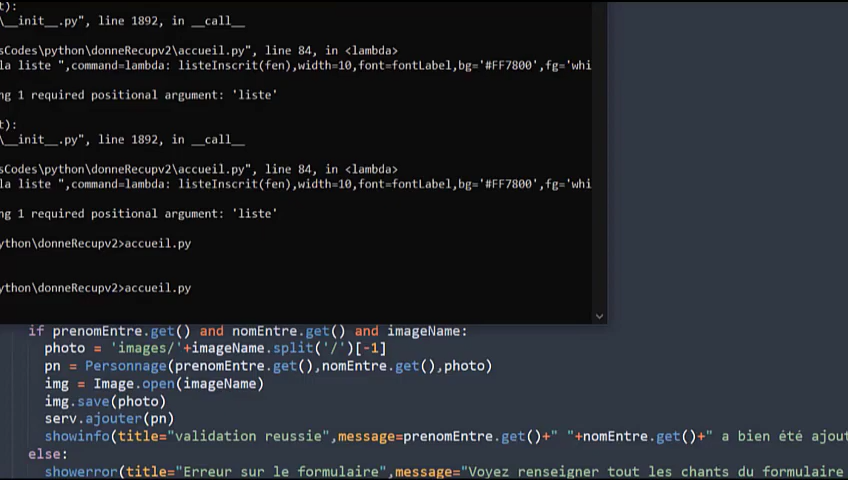 t):
\__init__.py", line 1892, in __call__
sCodes\python\donneRecupv2\accueil.py", line 84, in <lambda>
la liste ",command=lambda: listeInscrit(fen),width=10,font=fontLabel,bg='#FF7800',fg='whi
ng 1 required positional argument: 'liste'
t):
\__init__.py", line 1892, in __call__
sCodes\python\donneRecupv2\accueil.py", line 84, in <lambda>
la liste ",command=lambda: listeInscrit(fen),width=10,font=fontLabel,bg='#FF7800',fg='whi
ng 1 required positional argument: 'liste'
ython\donneRecupv2>accueil.py
ython\donneRecupv2>accueil.py
if prenomEntre.get() and nomEntre.get() and imageName:
photo = 'images/'+imageName.split('/')[-1]
pn = Personnage(prenomEntre.get(),nomEntre.get(),photo)
img = Image.open(imageName)
img.save(photo)
serv.ajouter(pn)
showinfo(title="validation reussie",message=prenomEntre.get()+" "+nomEntre.get()+" a bien été ajout
else:
showerror(title="Erreur sur le formulaire",message="Voyez renseigner tout les chants du formulaire